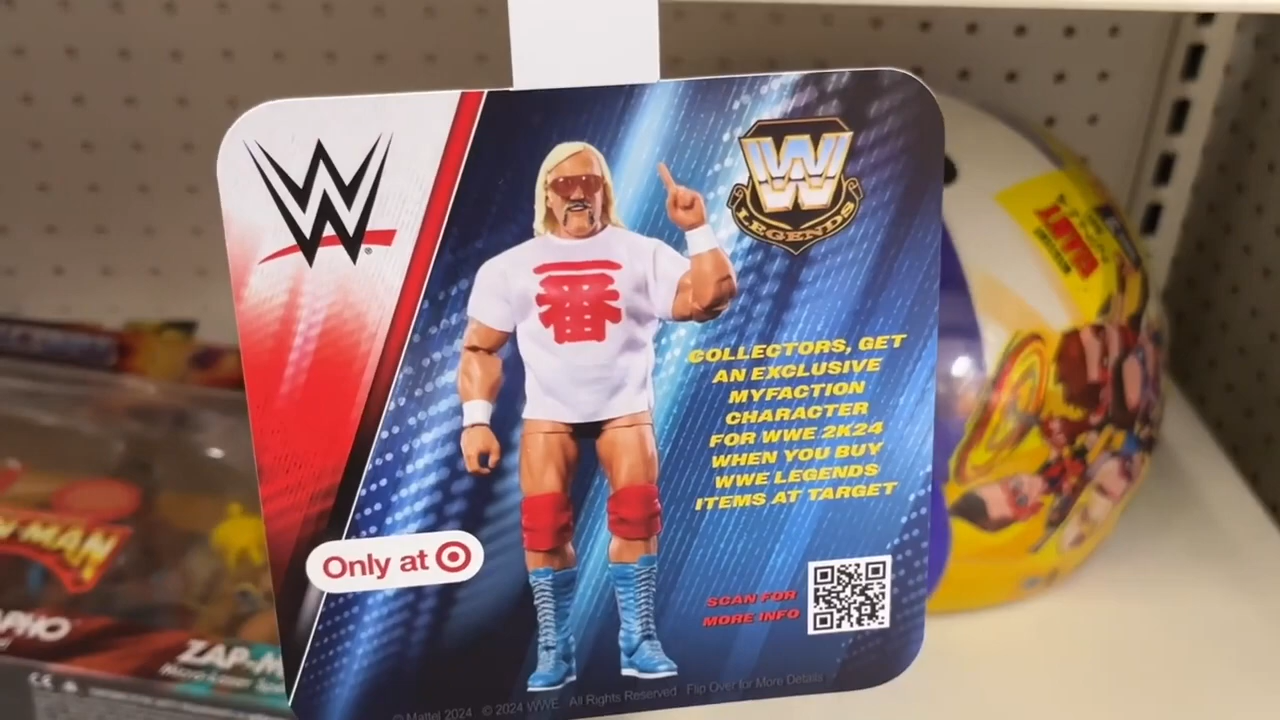 W
W
LEGENDS
一番
COLLECTORS, GET
AN EXCLUSIVE
MYFACTION
CHARACTER
FOR WWE 2K24
WHEN YOU BUY
WWE LEGENDS
ITEMS AT TARGET
Only at
SCAN FOR
MORE INFO
© Mattel 2024 © 2024 WWE All Rights Reserved Flip Over for More Details
-MAN
ZAP-M